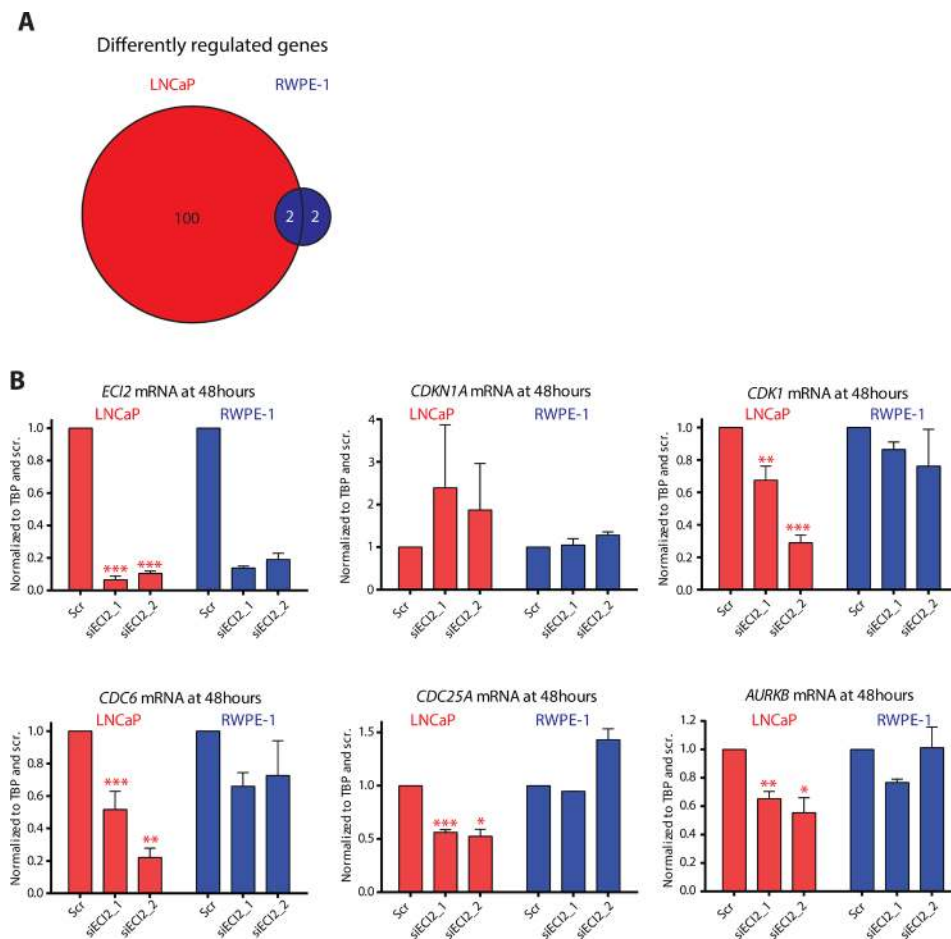 A
Differently regulated genes
LNCaP RWPE-1
100 2 2
B
ECI2 mRNA at 48hours
LNCaP RWPE-1
Normalized to TBP and scr.
1.0
0.8
0.6
0.4
0.2
0.0
*** ***
Scr siECI2_1 siECI2_2 Scr siECI2_1 siECI2_2
CDKN1A mRNA at 48hours
LNCaP RWPE-1
Normalized to TBP and scr.
4
3
2
1
0
Scr siECI2_1 siECI2_2 Scr siECI2_1 siECI2_2
CDK1 mRNA at 48hours
LNCaP RWPE-1
Normalized to TBP and scr.
1.0
0.8
0.6
0.4
0.2
0.0
** ***
Scr siECI2_1 siECI2_2 Scr siECI2_1 siECI2_2
CDC6 mRNA at 48hours
LNCaP RWPE-1
Normalized to TBP and scr.
1.0
0.8
0.6
0.4
0.2
0.0
*** **
Scr siECI2_1 siECI2_2 Scr siECI2_1 siECI2_2
CDC25A mRNA at 48hours
LNCaP RWPE-1
Normalized to TBP and scr.
1.5
1.0
0.5
0.0
*** *
Scr siECI2_1 siECI2_2 Scr siECI2_1 siECI2_2
AURKB mRNA at 48hours
LNCaP RWPE-1
Normalized to TBP and scr.
1.2
1.0
0.8
0.6
0.4
0.2
0.0
** *
Scr siECI2_1 siECI2_2 Scr siECI2_1 siECI2_2